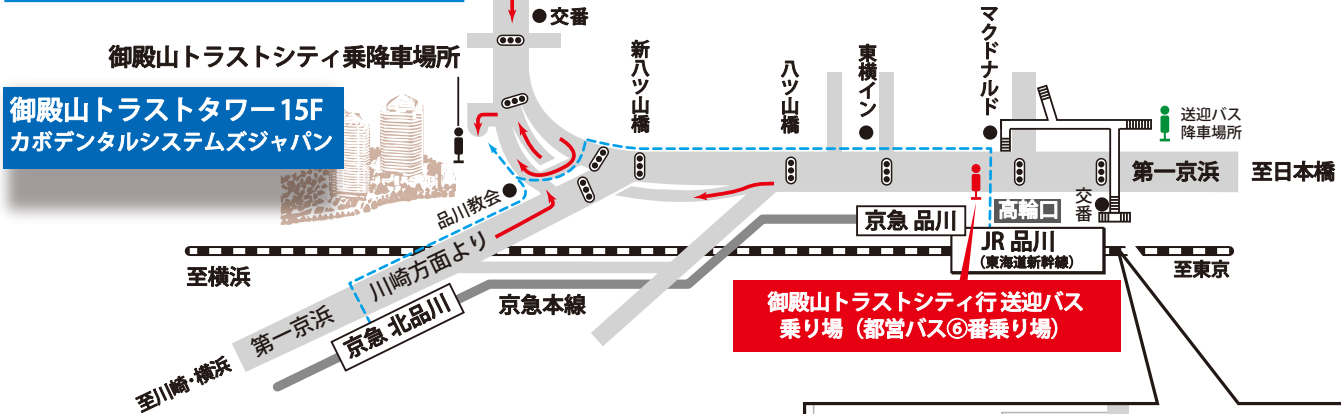 交番
御殿山トラストシティ乗降車場所
御殿山トラストタワー15F
カボデンタルシステムズジャパン
新八ツ山橋
八ツ山橋
東横イン
マクドナルド
送迎バス
降車場所
第一京浜
至日本橋
交番
高輪口
品川教会
京急 品川
JR 品川
(東海道新幹線)
至横浜
至東京
川崎方面より
京急本線
御殿山トラストシティ行 送迎バス
乗り場（都営バス⑥番乗り場）
京急 北品川
第一京浜
至川崎・横浜